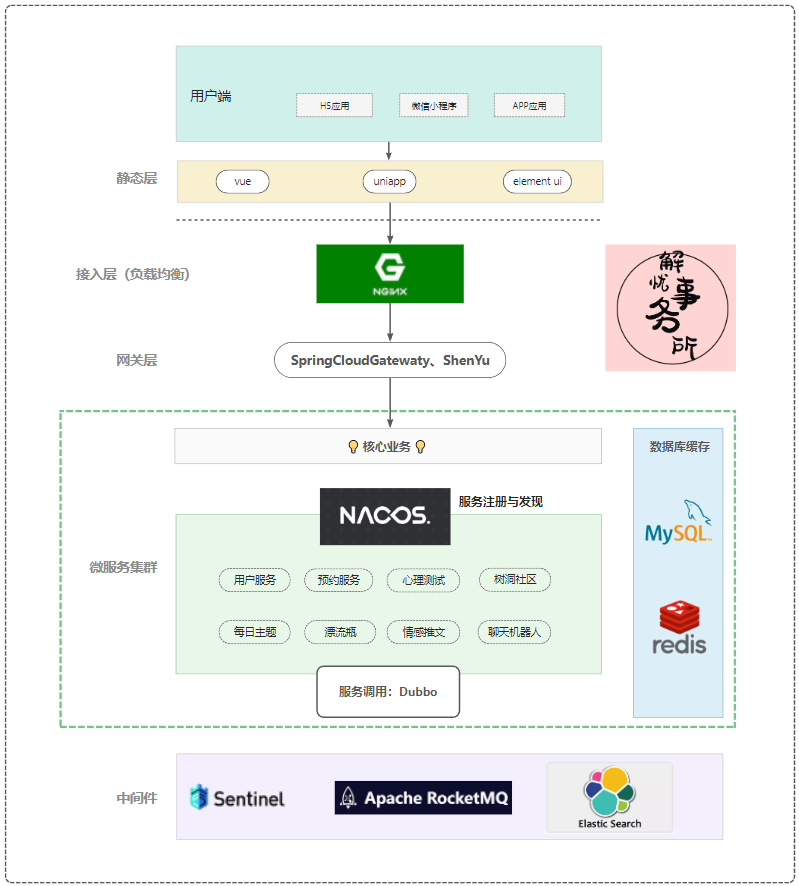 用户端
H5应用
微信小程序
APP应用
静态层
vue
uniapp
element ui
接入层（负载均衡）
NGINX
解忧事务所
网关层
SpringCloudGatewaty、ShenYu
核心业务
数据库缓存
NACOS.
服务注册与发现
MySQL
微服务集群
用户服务
预约服务
心理测试
树洞社区
每日主题
漂流瓶
情感推文
聊天机器人
redis
服务调用：Dubbo
中间件
Sentinel
Apache RocketMQ
Elastic Search